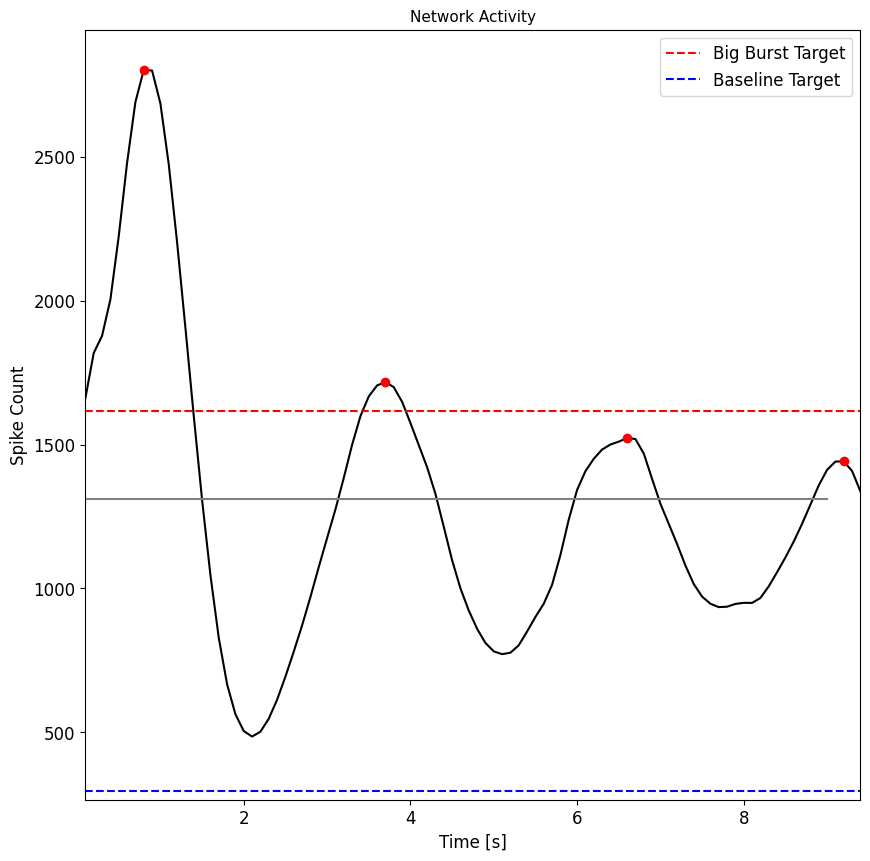 Network Activity
Big Burst Target
Baseline Target
Spike Count
2500
2000
1500
1000
500
2 4 6 8
Time [s]